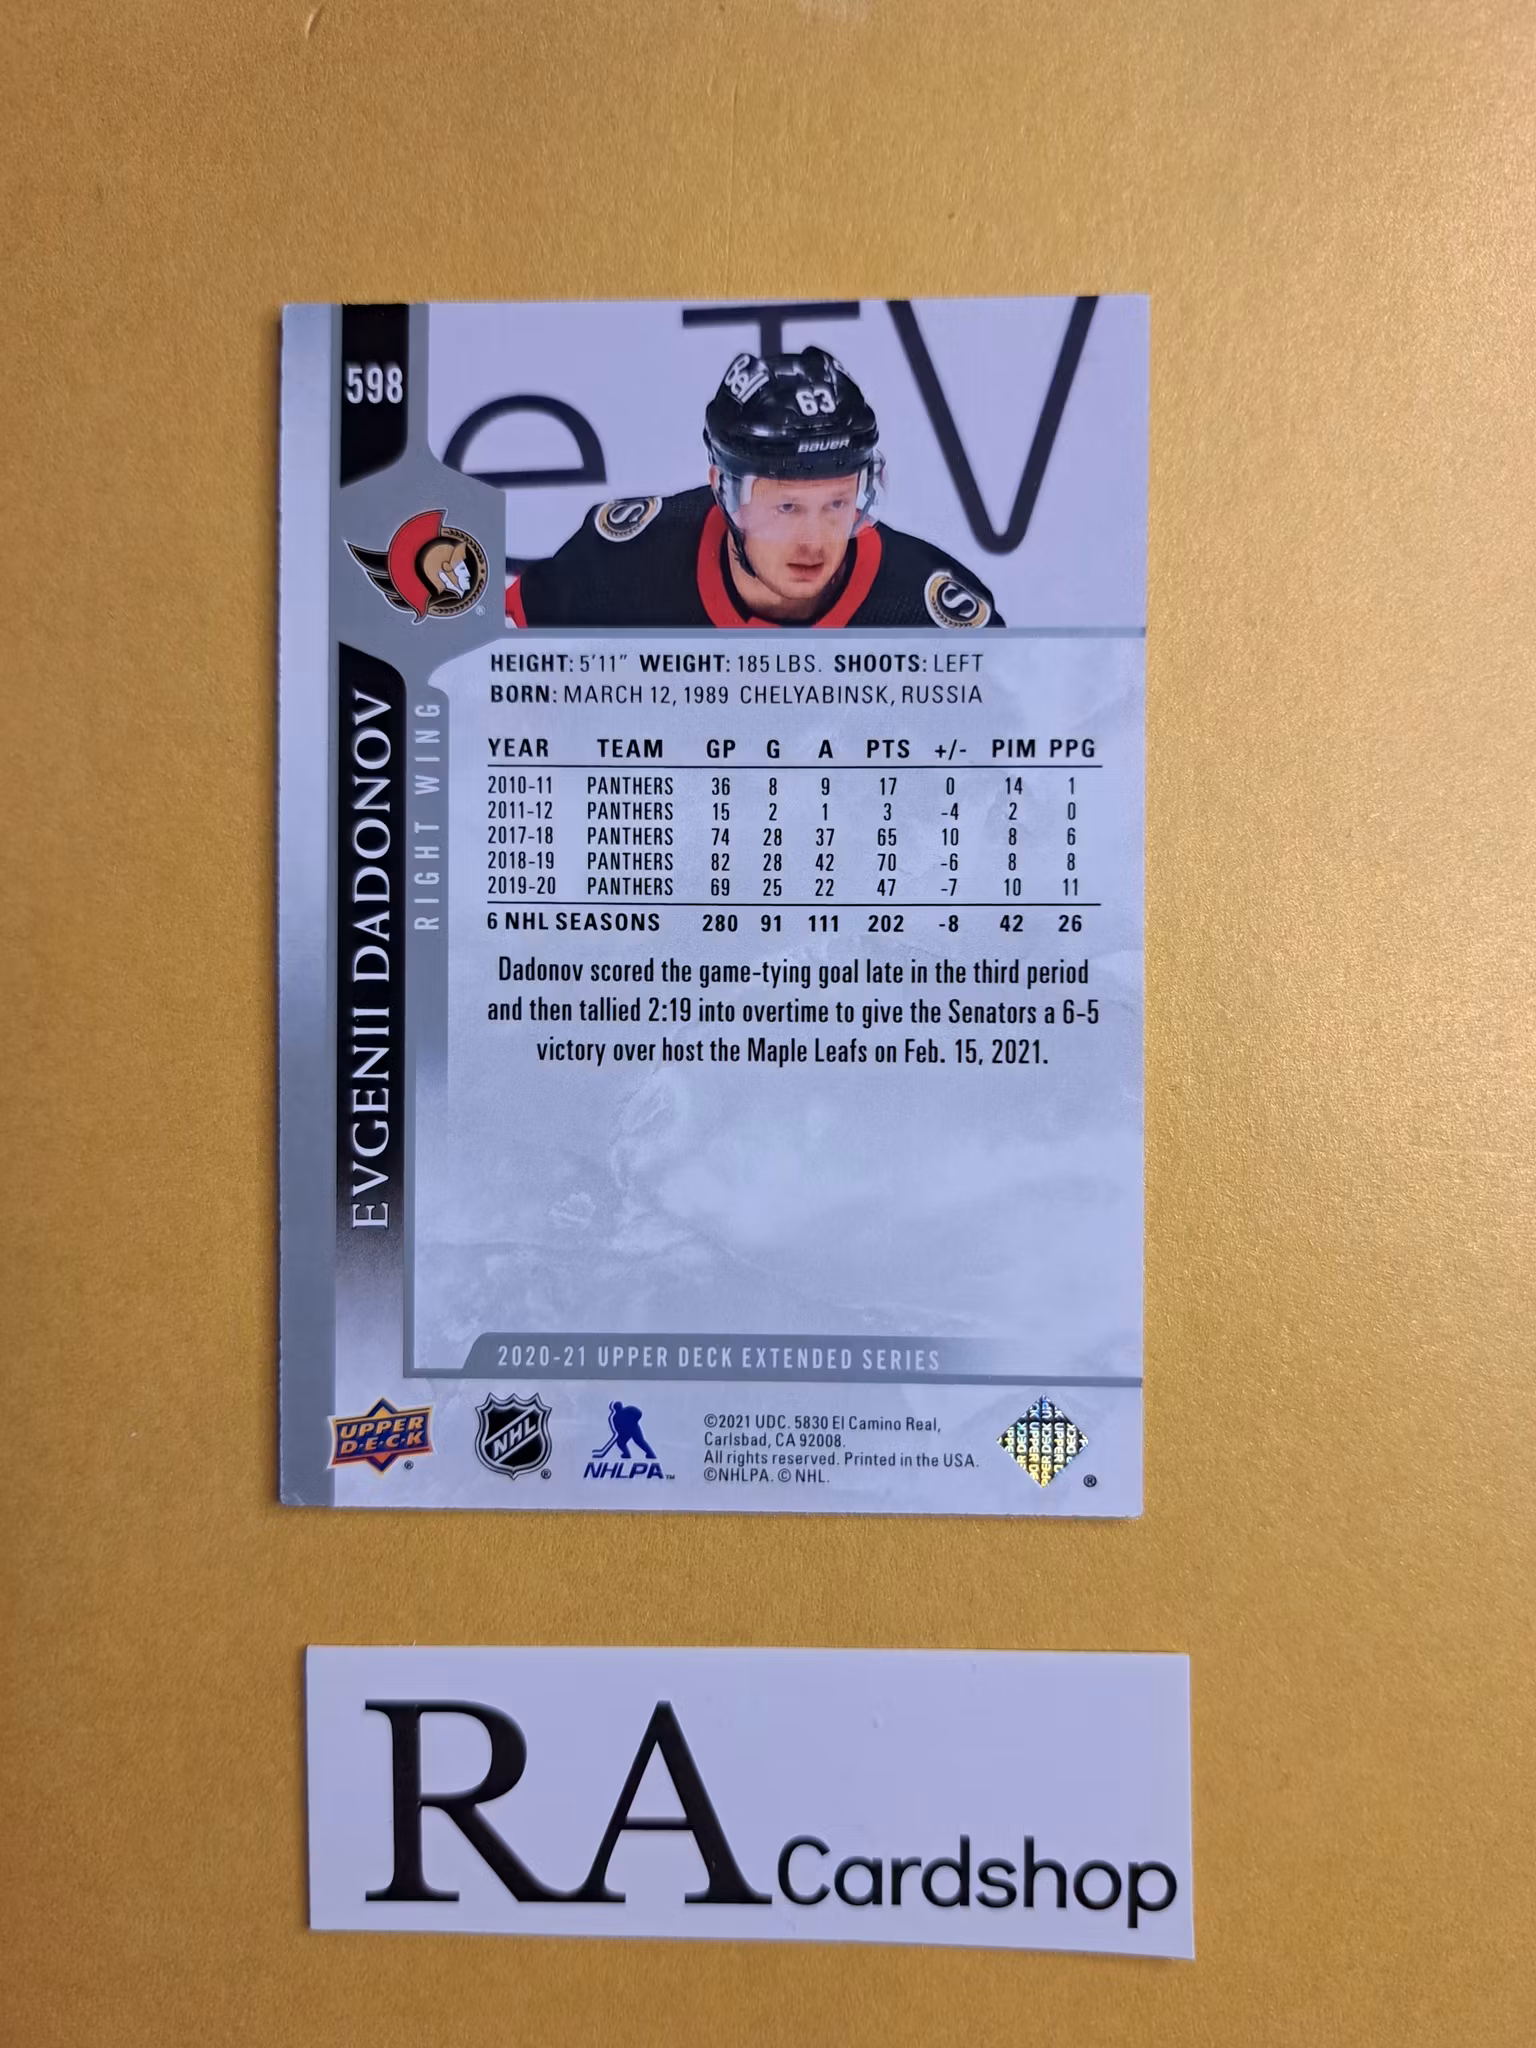 598
e TV
Bell
63
BAUER
HEIGHT: 5'11" WEIGHT: 185 LBS. SHOOTS: LEFT
BORN: MARCH 12, 1989 CHELYABINSK, RUSSIA
EVGENII DADONOV
RIGHT WING
YEAR TEAM GP G A PTS +/- PIM PPG
2010-11 PANTHERS 36 8 9 17 0 14 1
2011-12 PANTHERS 15 2 1 3 -4 2 0
2017-18 PANTHERS 74 28 37 65 10 8 6
2018-19 PANTHERS 82 28 42 70 -6 8 8
2019-20 PANTHERS 69 25 22 47 -7 10 11
6 NHL SEASONS 280 91 111 202 -8 42 26
Dadonov scored the game-tying goal late in the third period
and then tallied 2:19 into overtime to give the Senators a 6-5
victory over host the Maple Leafs on Feb. 15, 2021.
2020-21 UPPER DECK EXTENDED SERIES
UPPER
DECK ®
NHL ®
NHLPA™
©2021 UDC. 5830 El Camino Real,
Carlsbad, CA 92008.
All rights reserved. Printed in the USA.
©NHLPA. © NHL.
UPPER DECK
®
RA Cardshop